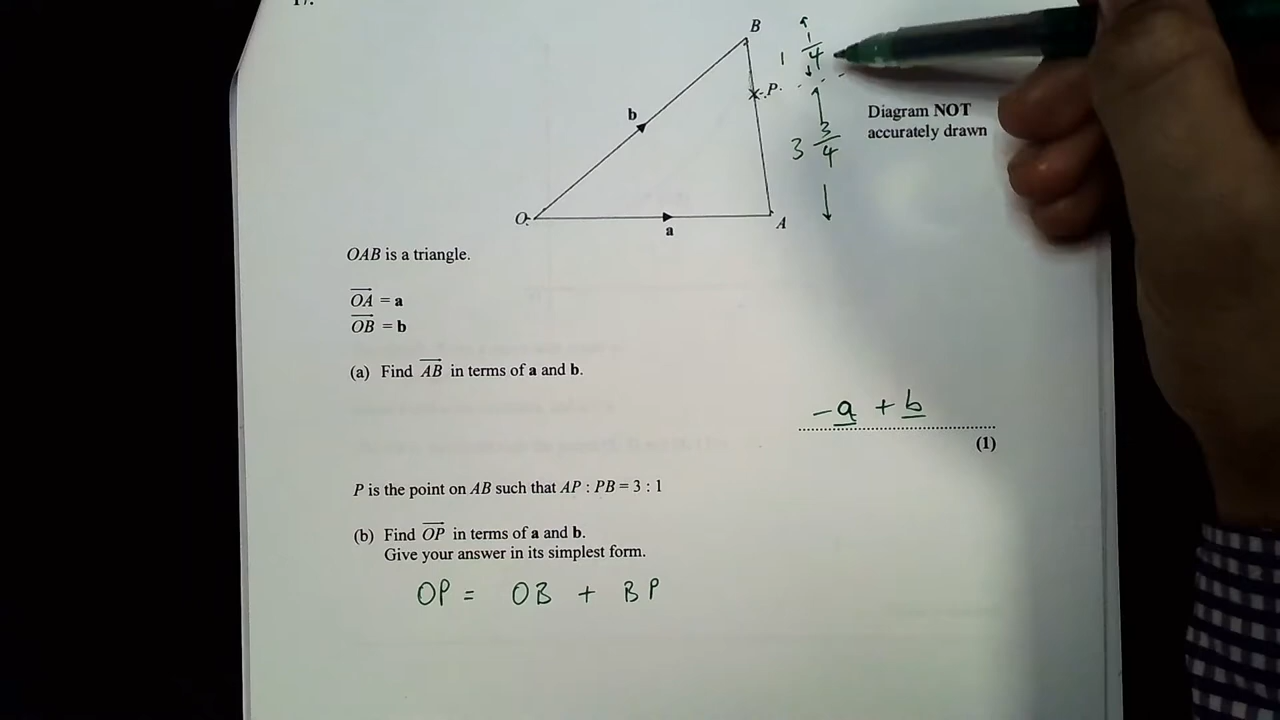 17.
B
1 1/4
P
b
Diagram NOT
accurately drawn
3 3/4
O
A
a
OAB is a triangle.
OA = a
OB = b
(a) Find AB in terms of a and b.
-a + b
(1)
P is the point on AB such that AP : PB = 3 : 1
(b) Find OP in terms of a and b.
Give your answer in its simplest form.
OP = OB + BP